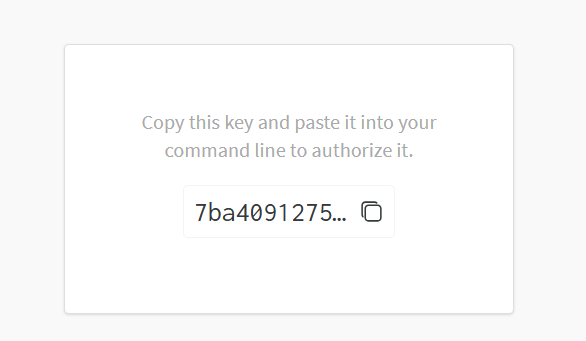 Copy this key and paste it into your
command line to authorize it.
7ba4091275…